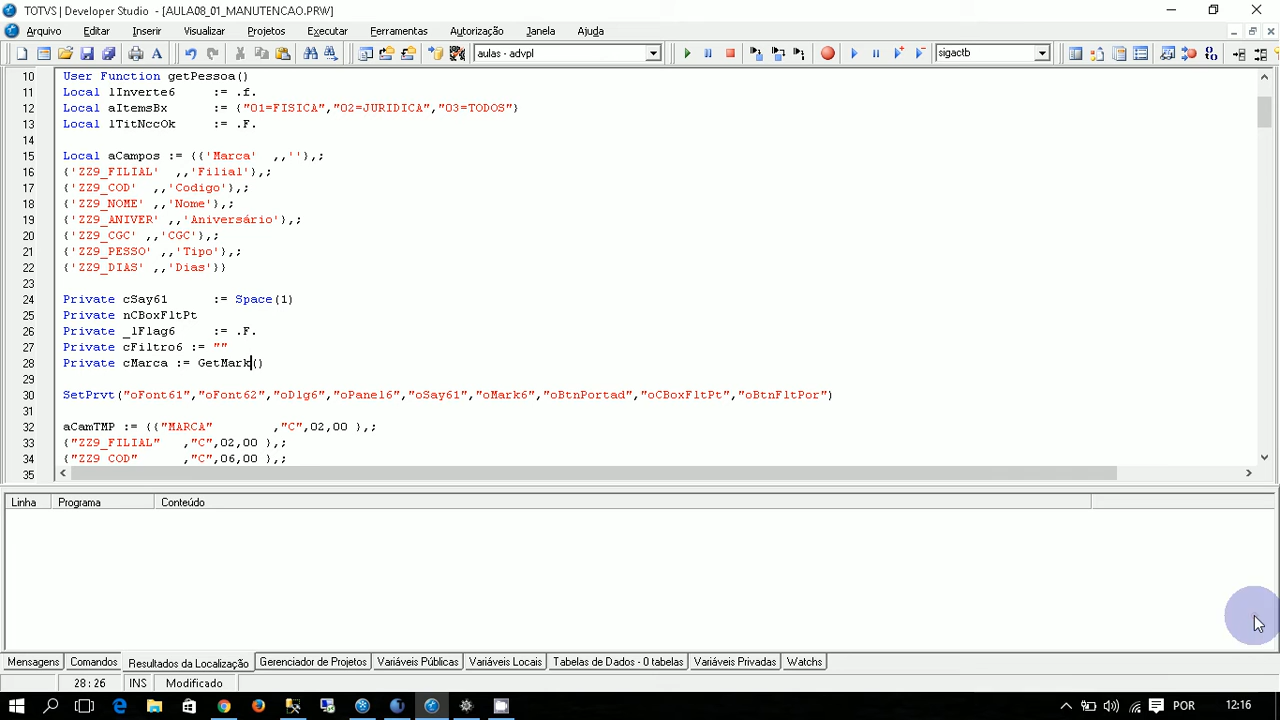 TOTVS | Developer Studio - [AULA08_01_MANUTENCAO.PRW]
Arquivo Editar Inserir Visualizar Projetos Executar Ferramentas Autorização Janela Ajuda
aulas - advpl sigactb
10 User Function getPessoa()
11 Local lInverte6 := .f.
12 Local aItemsBx := {"01=FISICA","02=JURIDICA","03=TODOS"}
13 Local lTitNccOk := .F.
14
15 Local aCampos := {{'Marca' ,,''},;
16 {'ZZ9_FILIAL' ,,'Filial'},;
17 {'ZZ9_COD' ,,'Codigo'},;
18 {'ZZ9_NOME' ,,'Nome'},;
19 {'ZZ9_ANIVER' ,,'Aniversário'},;
20 {'ZZ9_CGC' ,,'CGC'},;
21 {'ZZ9_PESSO' ,,'Tipo'},;
22 {'ZZ9_DIAS' ,,'Dias'}}
23
24 Private cSay61 := Space(1)
25 Private nCBoxFltPt
26 Private _lFlag6 := .F.
27 Private cFiltro6 := ""
28 Private cMarca := GetMark()
29
30 SetPrvt("oFont61","oFont62","oDlg6","oPanel6","oSay61","oMark6","oBtnPortad","oCBoxFltPt","oBtnFltPor")
31
32 aCamTMP := {{"MARCA" ,"C",02,00 },;
33 {"ZZ9_FILIAL" ,"C",02,00 },;
34 {"ZZ9_COD" ,"C",06,00 },;
35
Linha Programa Conteúdo
Mensagens Comandos Resultados da Localização Gerenciador de Projetos Variáveis Públicas Variáveis Locais Tabelas de Dados - 0 tabelas Variáveis Privadas Watchs
28 : 26 INS Modificado
POR 12:16